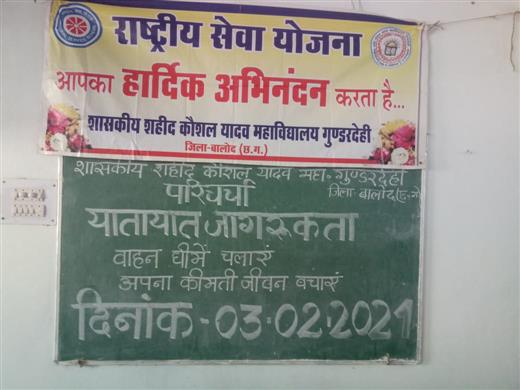 राष्ट्रीय सेवा योजना
आपका हार्दिक अभिनंदन करता है...
शासकीय शहीद कौशल यादव महाविद्यालय गुण्डरदेही
जिला-बालोद (छ.ग.)
शासकीय शहीद कौशल यादव महा. गुण्डरदेही
जिला बालोद (छ.ग.)
परिचर्चा
यातायात जागरूकता
वाहन धीमें चलाएं
अपना कीमती जीवन बचाएं
दिनांक-03.02.2021